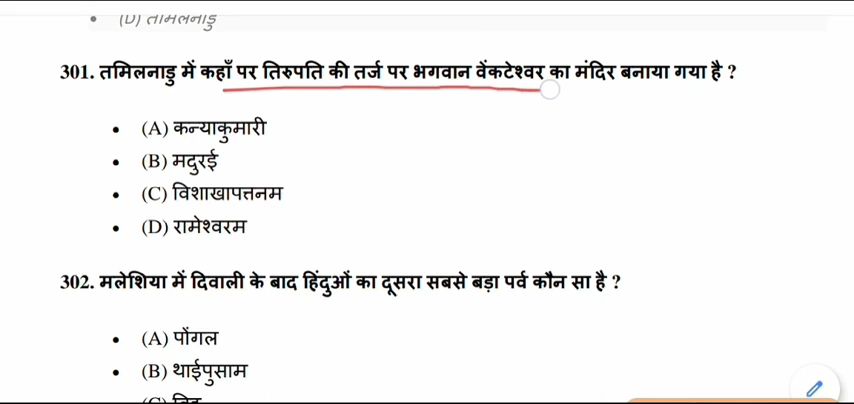 (D) तामिलनाडु
301. तमिलनाडु में कहाँ पर तिरुपति की तर्ज पर भगवान वेंकटेश्वर का मंदिर बनाया गया है ?
• (A) कन्याकुमारी
• (B) मदुरई
• (C) विशाखापत्तनम
• (D) रामेश्वरम
302. मलेशिया में दिवाली के बाद हिंदुओं का दूसरा सबसे बड़ा पर्व कौन सा है ?
• (A) पोंगल
• (B) थाईपुसाम